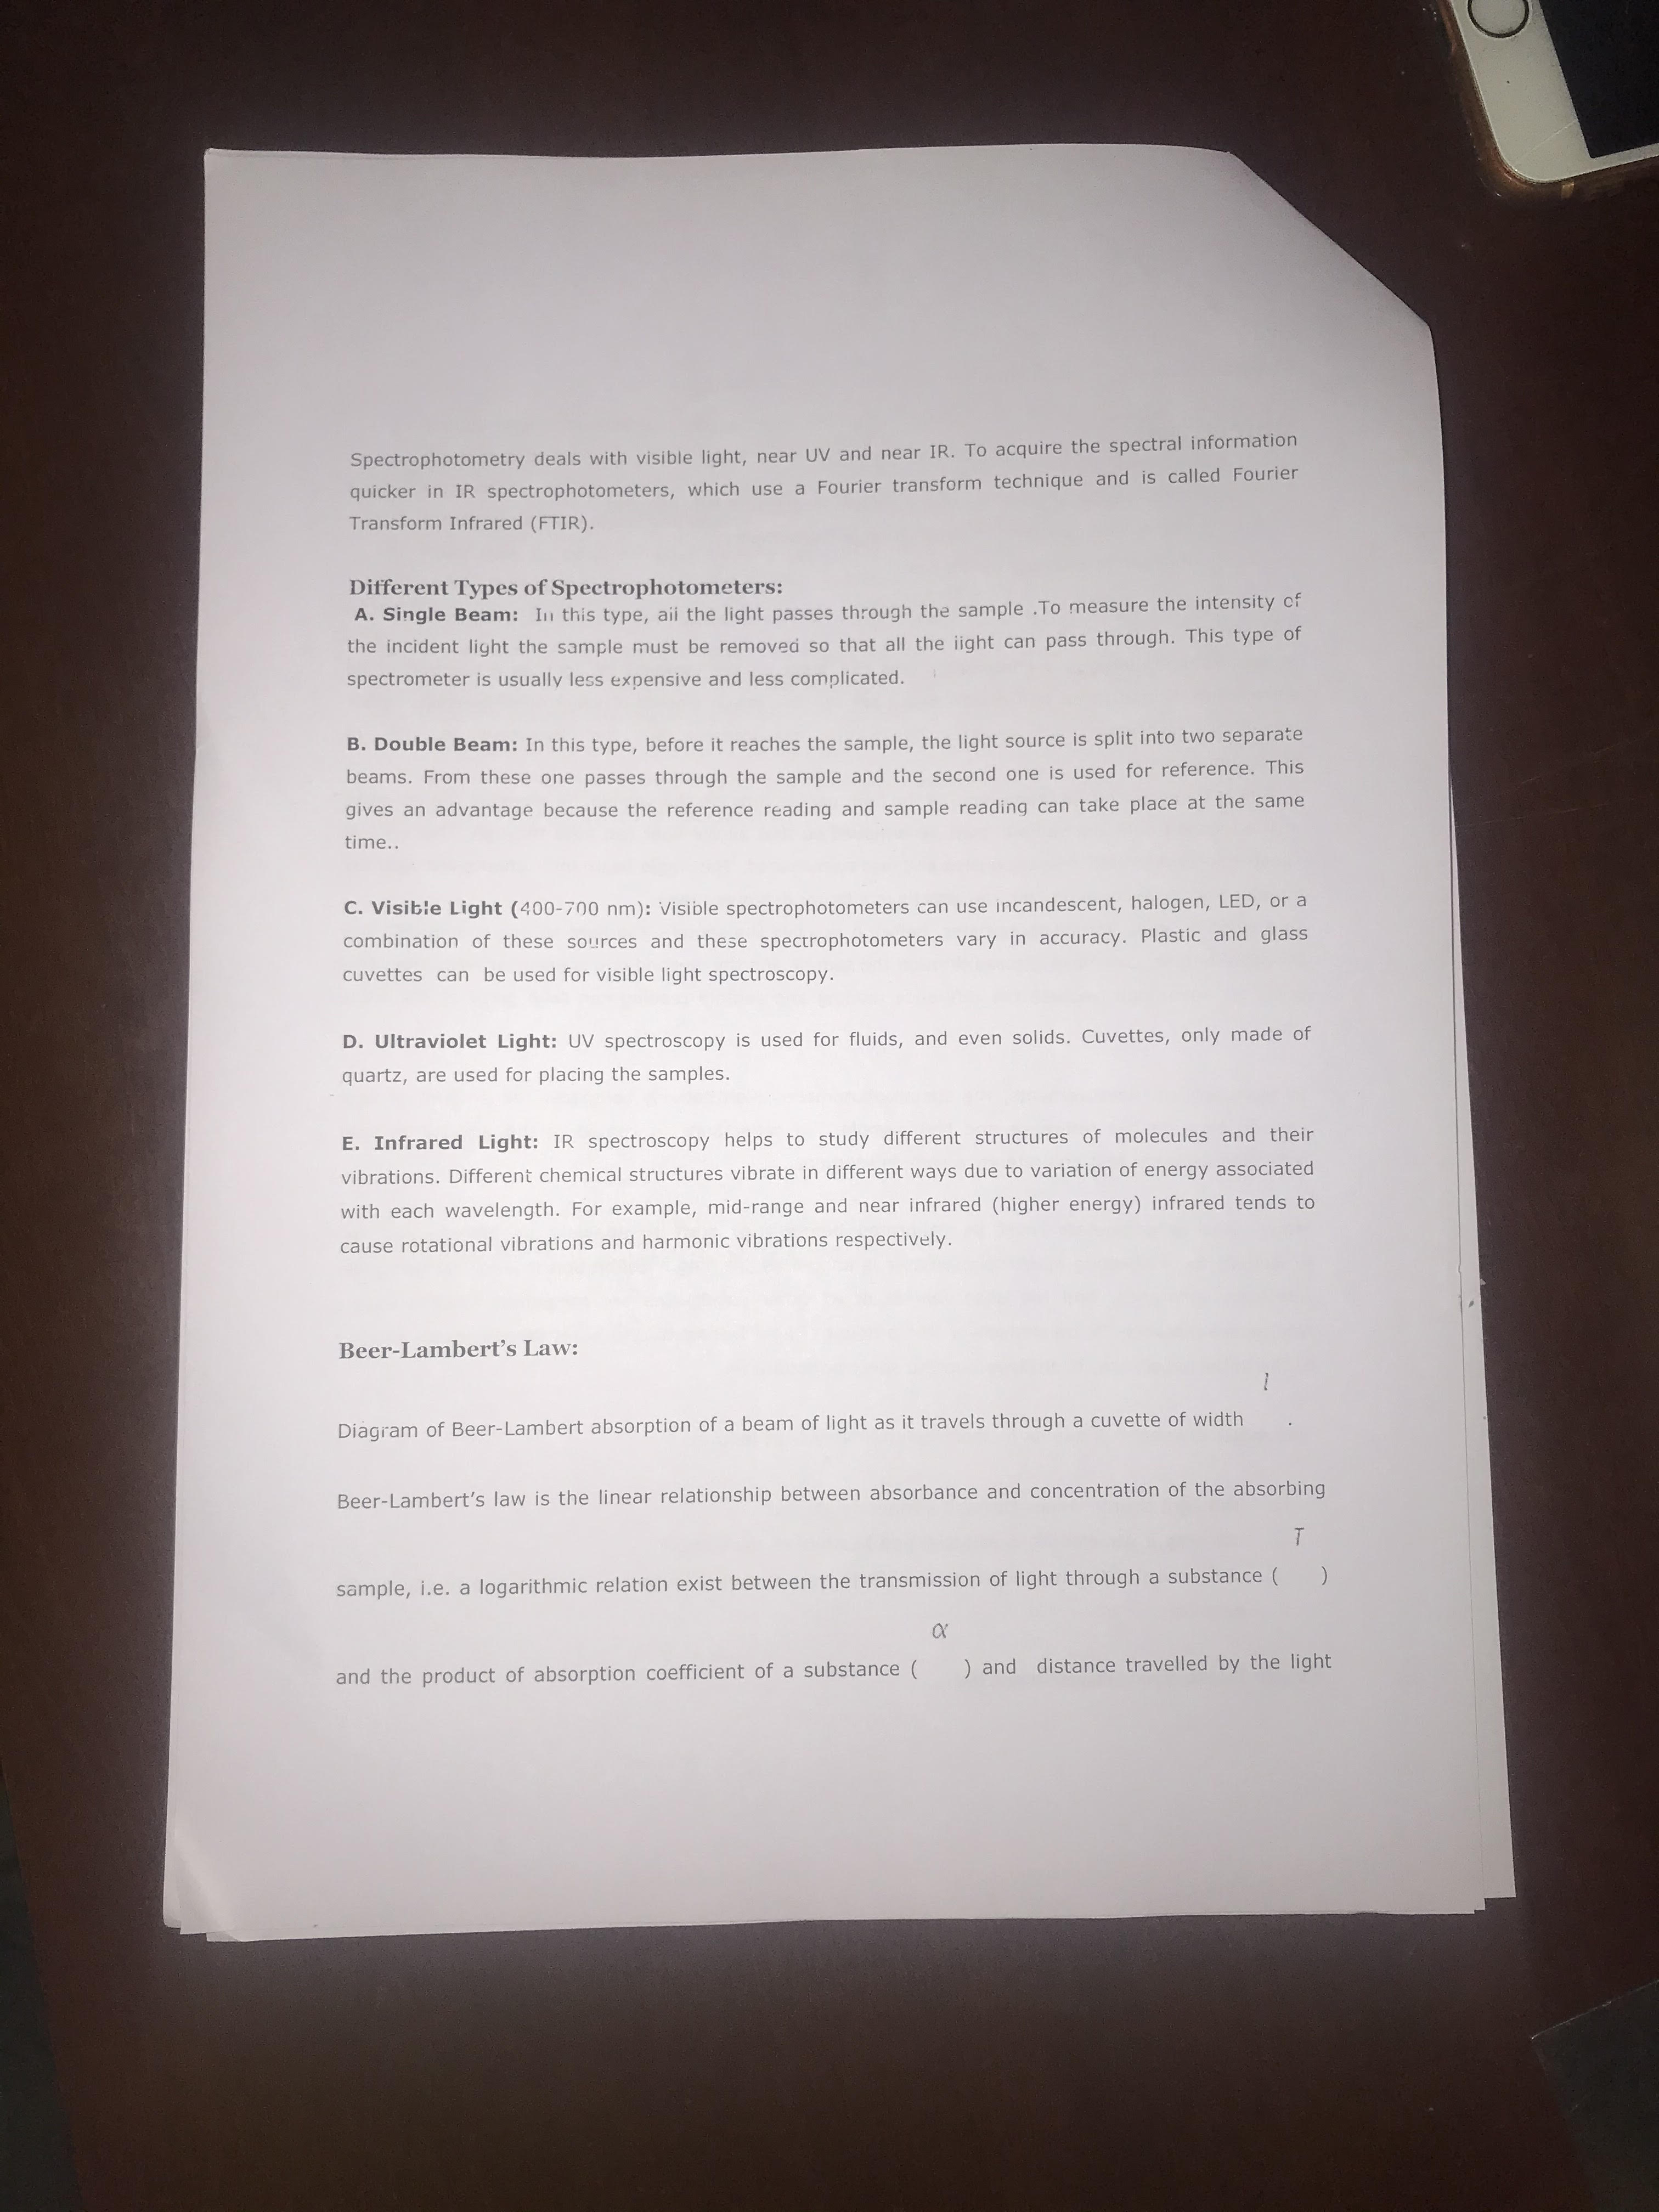 Spectrophotometry deals with visible light, near UV and near IR. To acquire the spectral information
quicker in IR spectrophotometers, which use a Fourier transform technique and is called Fourier
Transform Infrared (FTIR).
Different Types of Spectrophotometers:
A. Single Beam: In this type, all the light passes through the sample .To measure the intensity of
the incident light the sample must be removed so that all the light can pass through. This type of
spectrometer is usually less expensive and less complicated.
B. Double Beam: In this type, before it reaches the sample, the light source is split into two separate
beams. From these one passes through the sample and the second one is used for reference. This
gives an advantage because the reference reading and sample reading can take place at the same
time..
C. Visible Light (400-700 nm): Visible spectrophotometers can use incandescent, halogen, LED, or a
combination of these sources and these spectrophotometers vary in accuracy. Plastic and glass
cuvettes can be used for visible light spectroscopy.
D. Ultraviolet Light: UV spectroscopy is used for fluids, and even solids. Cuvettes, only made of
quartz, are used for placing the samples.
E. Infrared Light: IR spectroscopy helps to study different structures of molecules and their
vibrations. Different chemical structures vibrate in different ways due to variation of energy associated
with each wavelength. For example, mid-range and near infrared (higher energy) infrared tends to
cause rotational vibrations and harmonic vibrations respectively.
Beer-Lambert’s Law:
l
Diagram of Beer-Lambert absorption of a beam of light as it travels through a cuvette of width .
Beer-Lambert’s law is the linear relationship between absorbance and concentration of the absorbing
T
sample, i.e. a logarithmic relation exist between the transmission of light through a substance ( )
α
and the product of absorption coefficient of a substance ( ) and distance travelled by the light